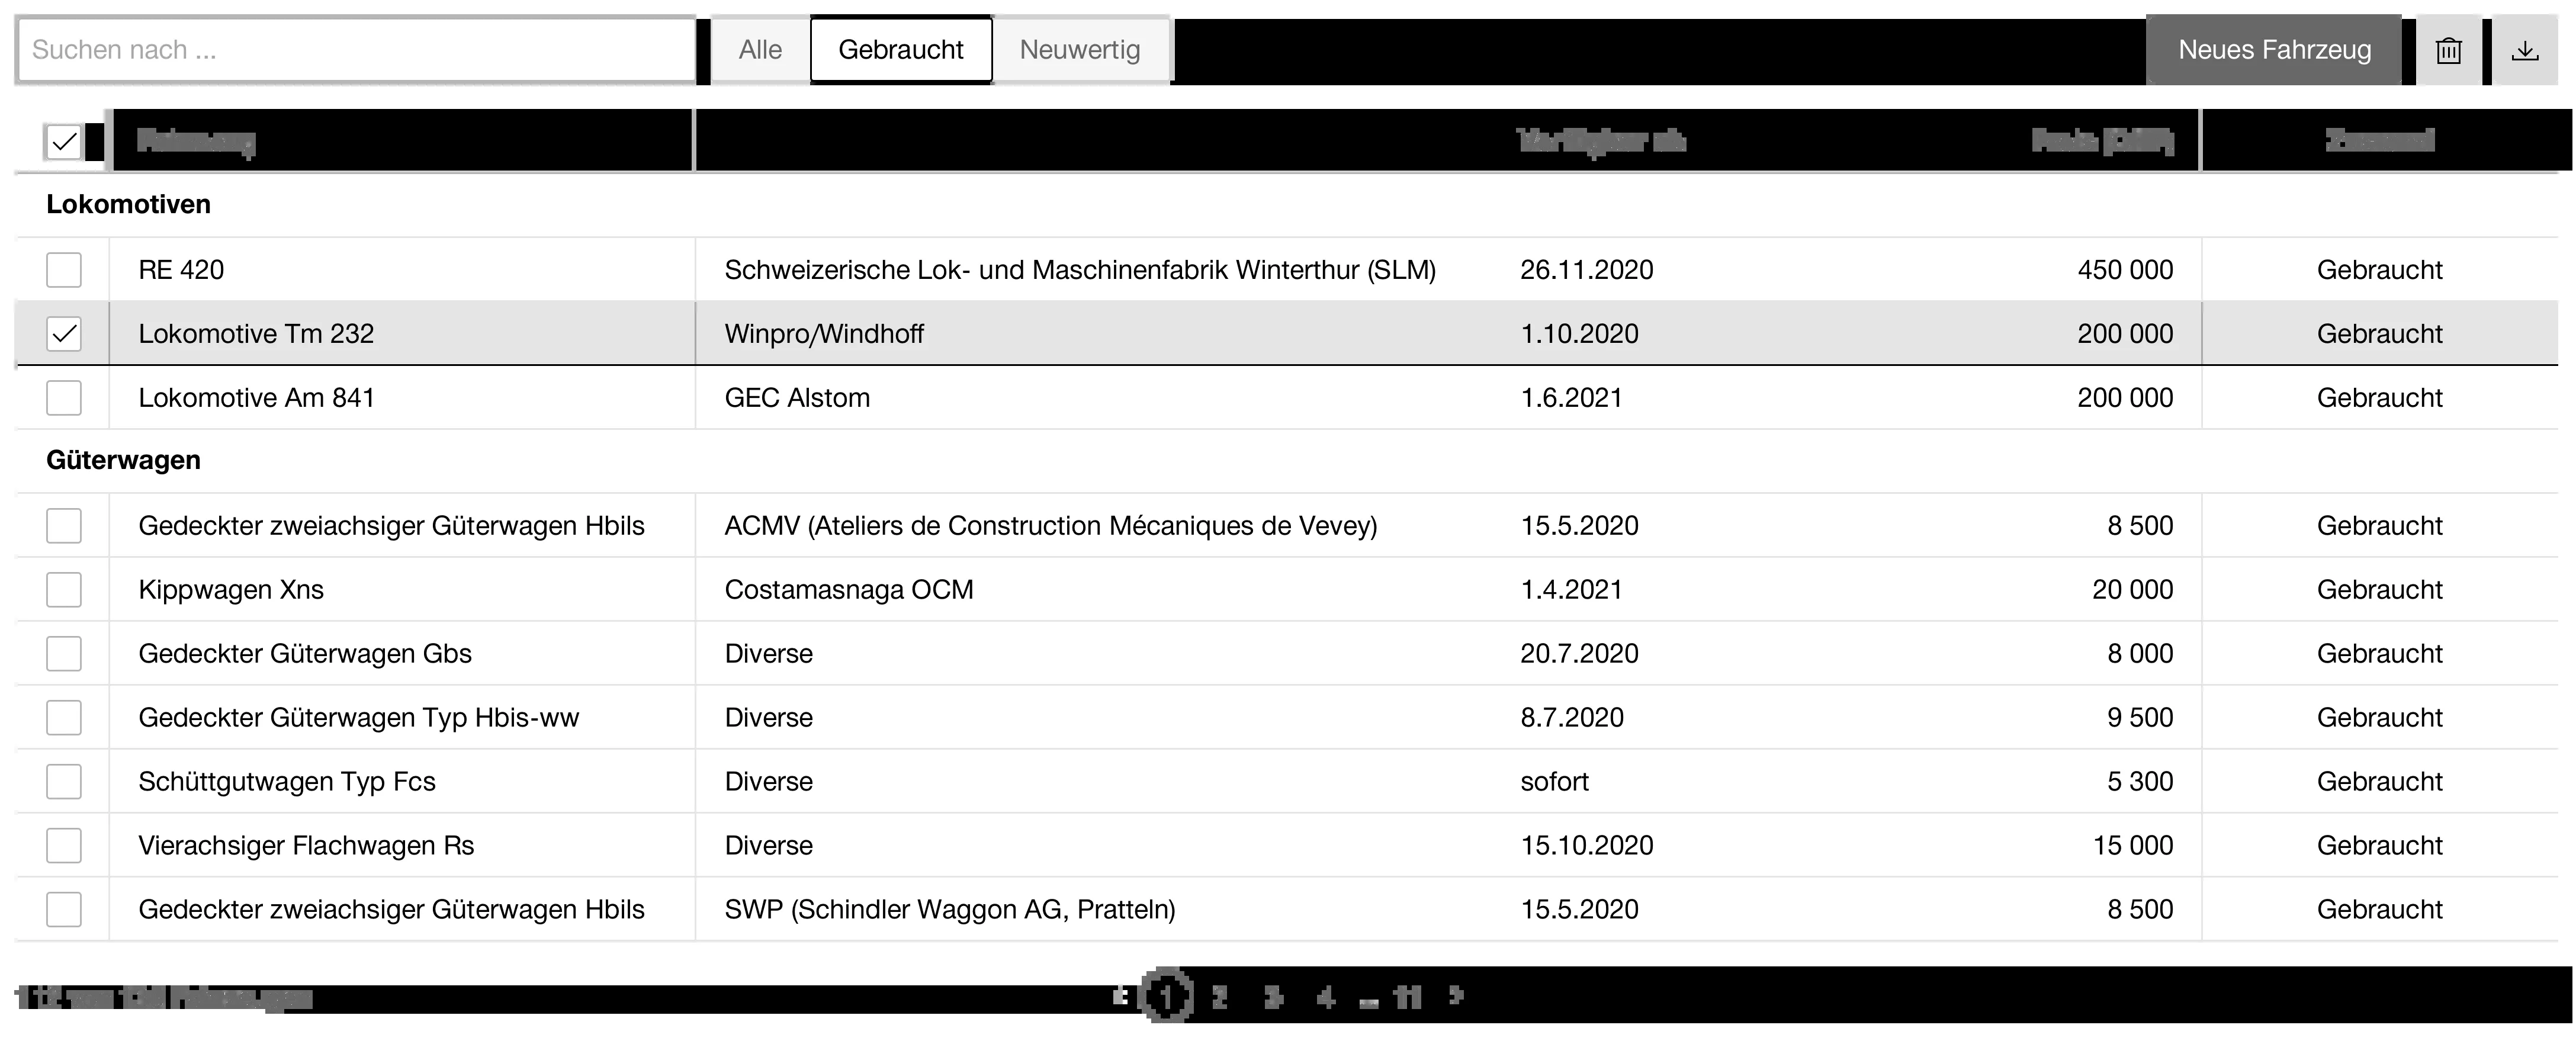 Suchen nach ... Alle Gebraucht Neuwertig Neues Fahrzeug
Lokomotiven
RE 420 Schweizerische Lok- und Maschinenfabrik Winterthur (SLM) 26.11.2020 450 000 Gebraucht
Lokomotive Tm 232 Winpro/Windhoff 1.10.2020 200 000 Gebraucht
Lokomotive Am 841 GEC Alstom 1.6.2021 200 000 Gebraucht
Güterwagen
Gedeckter zweiachsiger Güterwagen Hbils ACMV (Ateliers de Construction Mécaniques de Vevey) 15.5.2020 8 500 Gebraucht
Kippwagen Xns Costamasnaga OCM 1.4.2021 20 000 Gebraucht
Gedeckter Güterwagen Gbs Diverse 20.7.2020 8 000 Gebraucht
Gedeckter Güterwagen Typ Hbis-ww Diverse 8.7.2020 9 500 Gebraucht
Schüttgutwagen Typ Fcs Diverse sofort 5 300 Gebraucht
Vierachsiger Flachwagen Rs Diverse 15.10.2020 15 000 Gebraucht
Gedeckter zweiachsiger Güterwagen Hbils SWP (Schindler Waggon AG, Pratteln) 15.5.2020 8 500 Gebraucht
1 2 3 4 ... 11